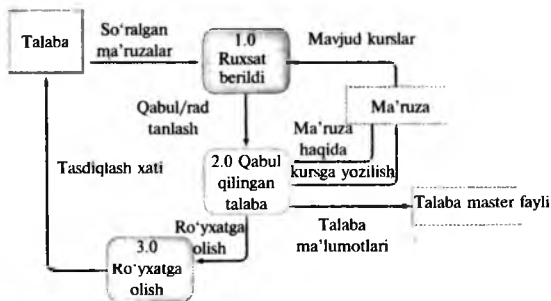 Talaba
So‘ralgan
ma’ruzalar
1.0
Ruxsat
berildi
Mavjud kurslar
Ma’ruza
Qabul/rad
tanlash
Ma’ruza
haqida
kursga yozilish
2.0 Qabul
qilingan
talaba
Tasdiqlash xati
Talaba master fayli
Talaba
ma’lumotlari
Ro‘yxatga
olish
3.0
Ro‘yxatga
olish